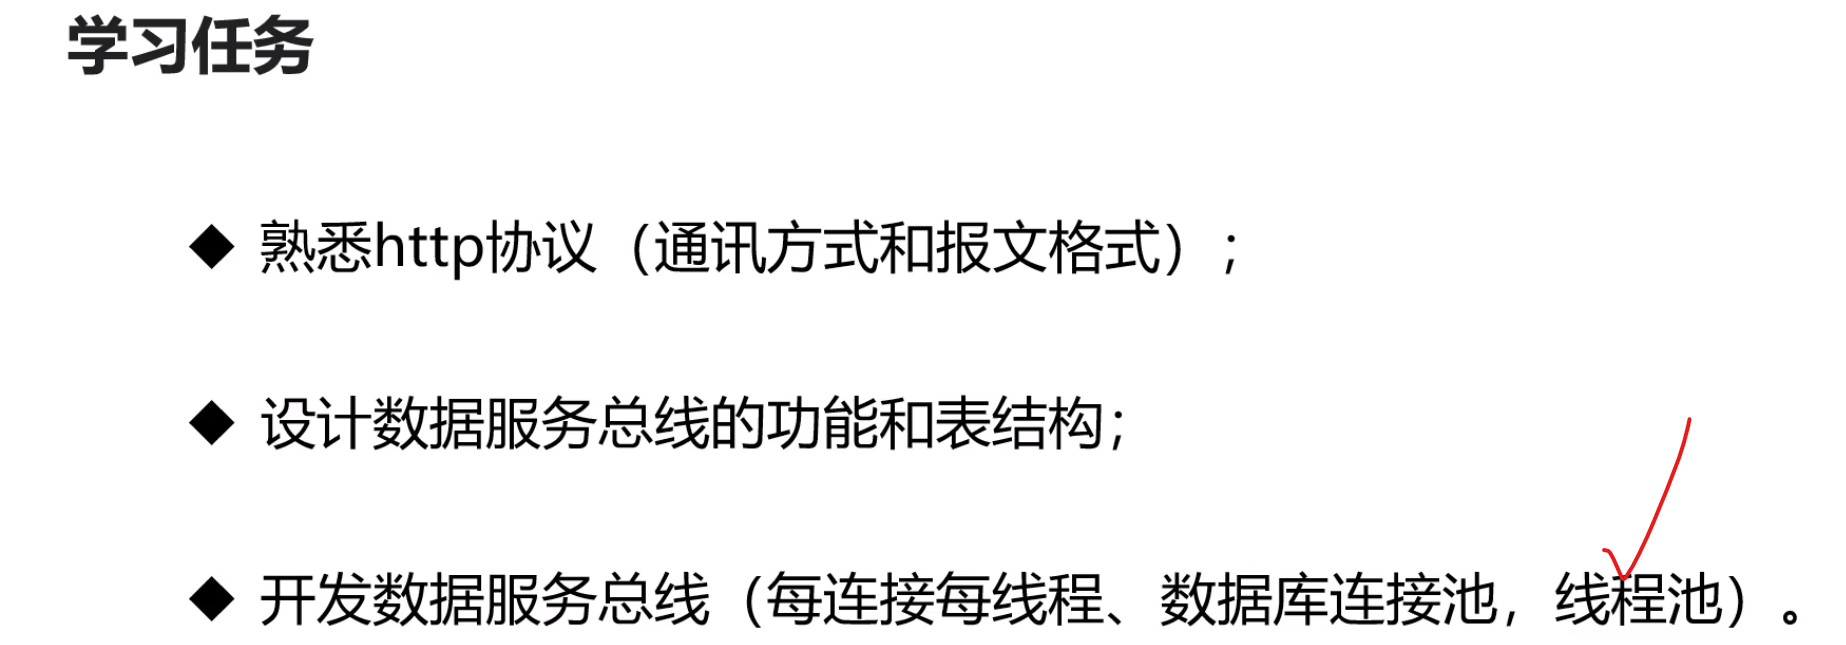 学习任务
◆ 熟悉http协议（通讯方式和报文格式）；
◆ 设计数据服务总线的功能和表结构；
◆ 开发数据服务总线（每连接每线程、数据库连接池，线程池）。